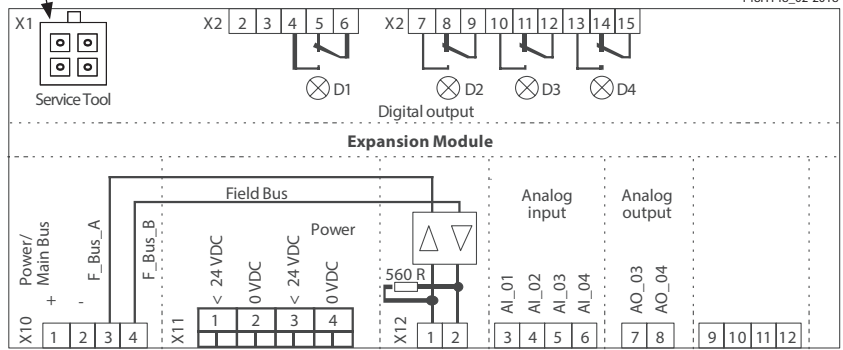 X1
Service Tool
X2 2 3 4 5 6
X2 7 8 9 10 11 12 13 14 15
D1
D2
D3
D4
Digital output
Expansion Module
Field Bus
Power/
Main Bus
+
-
F_Bus_A
F_Bus_B
Power
< 24 VDC
0 VDC
< 24 VDC
0 VDC
560 R
Analog
input
AI_01
AI_02
AI_03
AI_04
Analog
output
AO_03
AO_04
X10 1 2 3 4
X11 1 2 3 4
X12 1 2
3 4 5 6
7 8
9 10 11 12